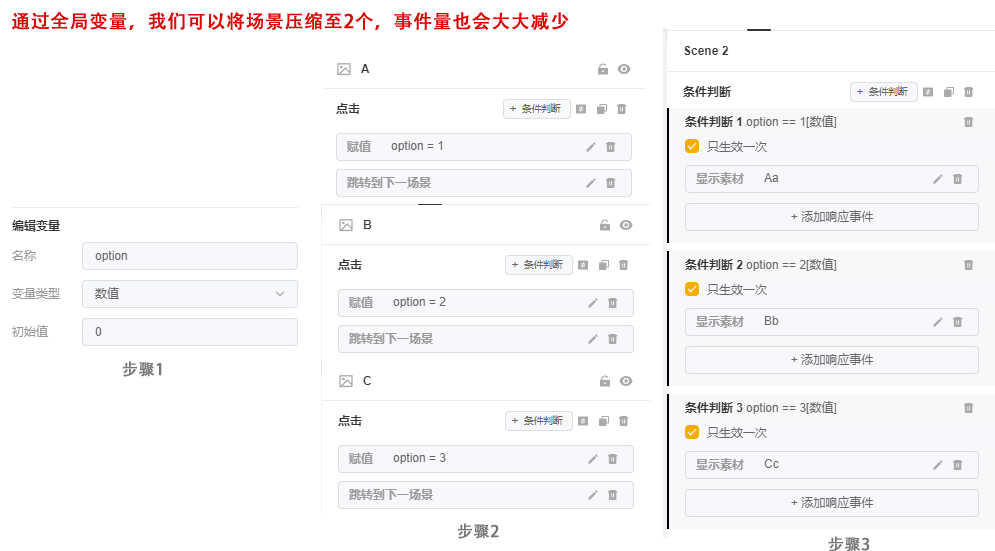 通过全局变量，我们可以将场景压缩至2个，事件量也会大大减少
编辑变量
名称 option
变量类型 数值
初始值 0
步骤1
A
点击 + 条件判断
赋值 option = 1
跳转到下一场景
B
点击 + 条件判断
赋值 option = 2
跳转到下一场景
C
点击 + 条件判断
赋值 option = 3
跳转到下一场景
步骤2
Scene 2
条件判断 + 条件判断
条件判断 1 option == 1[数值]
只生效一次
显示素材 Aa
+ 添加响应事件
条件判断 2 option == 2[数值]
只生效一次
显示素材 Bb
+ 添加响应事件
条件判断 3 option == 3[数值]
只生效一次
显示素材 Cc
+ 添加响应事件
步骤3